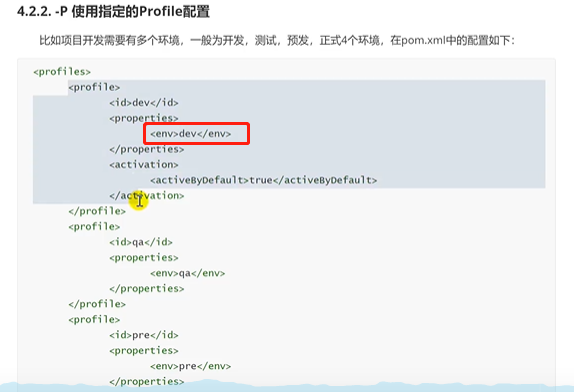 4.2.2. -P 使用指定的Profile配置
比如项目开发需要有多个环境，一般为开发，测试，预发，正式4个环境，在pom.xml中的配置如下：
<profiles>
<profile>
<id>dev</id>
<properties>
<env>dev</env>
</properties>
<activation>
<activeByDefault>true</activeByDefault>
</activation>
</profile>
<profile>
<id>qa</id>
<properties>
<env>qa</env>
</properties>
</profile>
<profile>
<id>pre</id>
<properties>
<env>pre</env>
</properties>